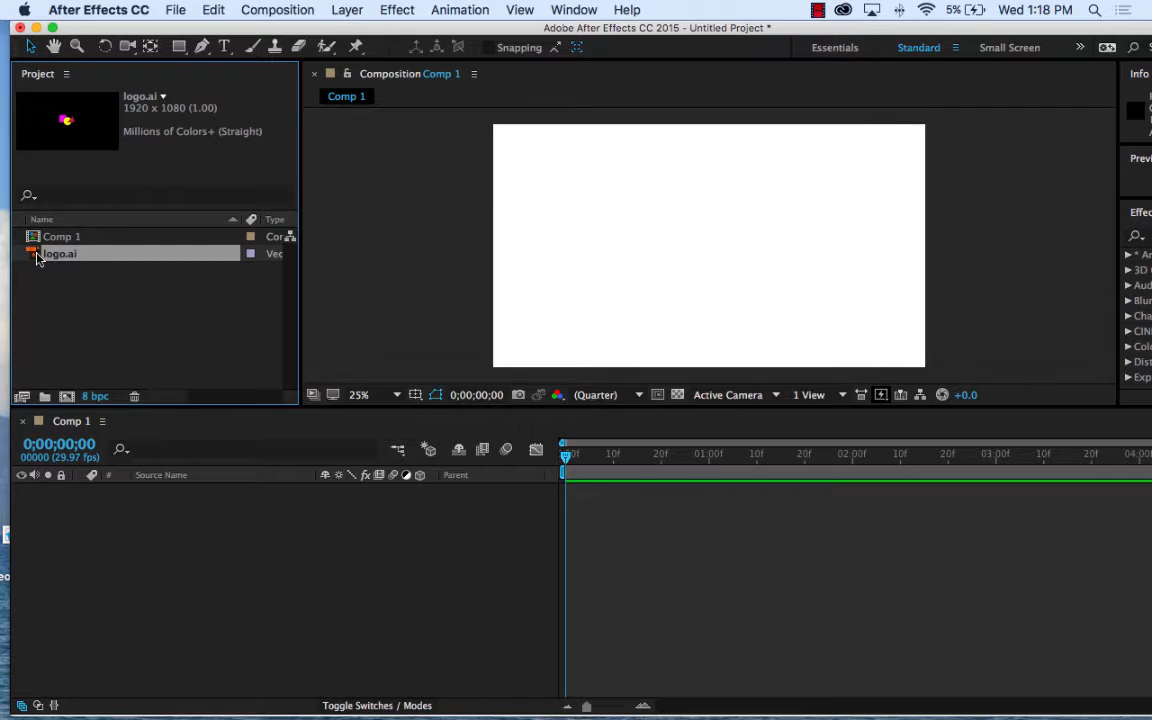 After Effects CC File Edit Composition Layer Effect Animation View Window Help 5% Wed 1:18 PM
Adobe After Effects CC 2015 - Untitled Project *
Snapping Essentials Standard Small Screen
Project
Composition Comp 1
Info
Comp 1
logo.ai
1920 x 1080 (1.00)
Millions of Colors+ (Straight)
Name Type
Comp 1
logo.ai Vec
25% 0;00;00;00 (Quarter) Active Camera 1 View +0.0
8 bpc
Comp 1
0;00;00;00
00000 (29.97 fps)
10f 20f 01:00f 10f 20f 02:00f 10f 20f 03:00f 10f 20f
# Source Name Parent
Toggle Switches / Modes